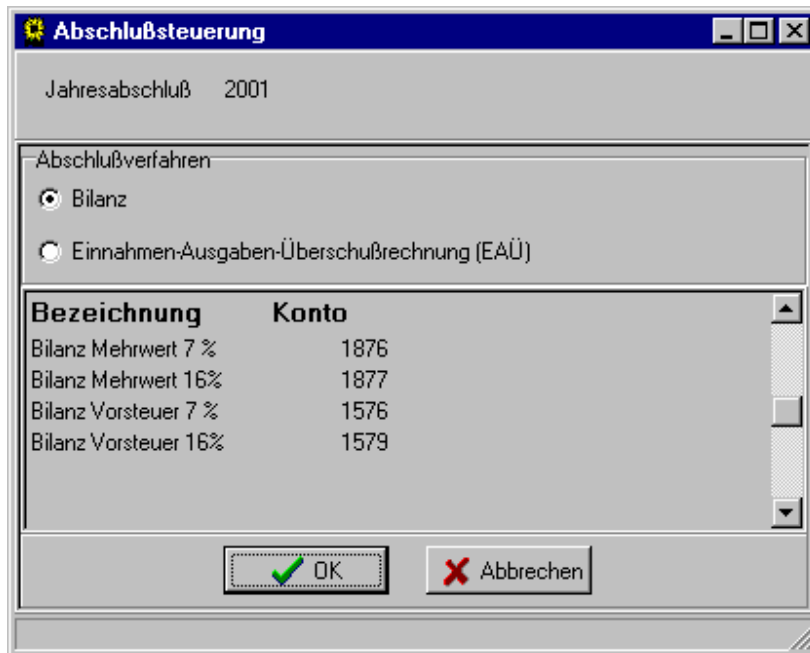 Abschlußsteuerung
Jahresabschluß 2001
Abschlußverfahren
Bilanz
Einnahmen-Ausgaben-Überschußrechnung (EAÜ)
Bezeichnung Konto
Bilanz Mehrwert 7 % 1876
Bilanz Mehrwert 16% 1877
Bilanz Vorsteuer 7 % 1576
Bilanz Vorsteuer 16% 1579
OK Abbrechen